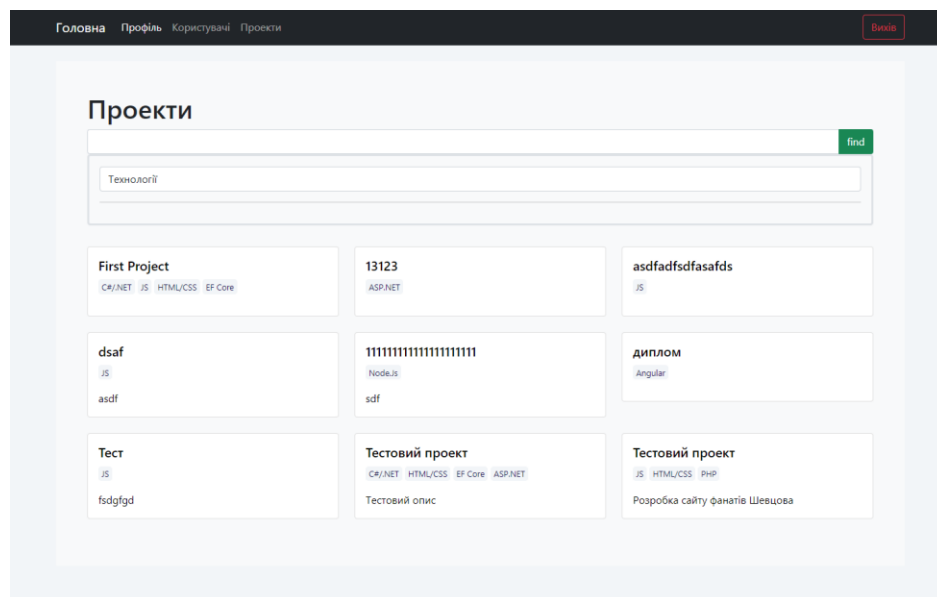 Головна Профіль Користувачі Проекти Вихів
Проекти
find
Технології
First Project
C#/.NET JS HTML/CSS EF Core
13123
ASP.NET
asdfadfsdfasafds
JS
dsaf
JS
asdf
111111111111111111111
Node.Js
sdf
диплом
Angular
Тест
JS
fsdgfgd
Тестовий проект
C#/.NET HTML/CSS EF Core ASP.NET
Тестовий опис
Тестовий проект
JS HTML/CSS PHP
Розробка сайту фанатів Шевцова